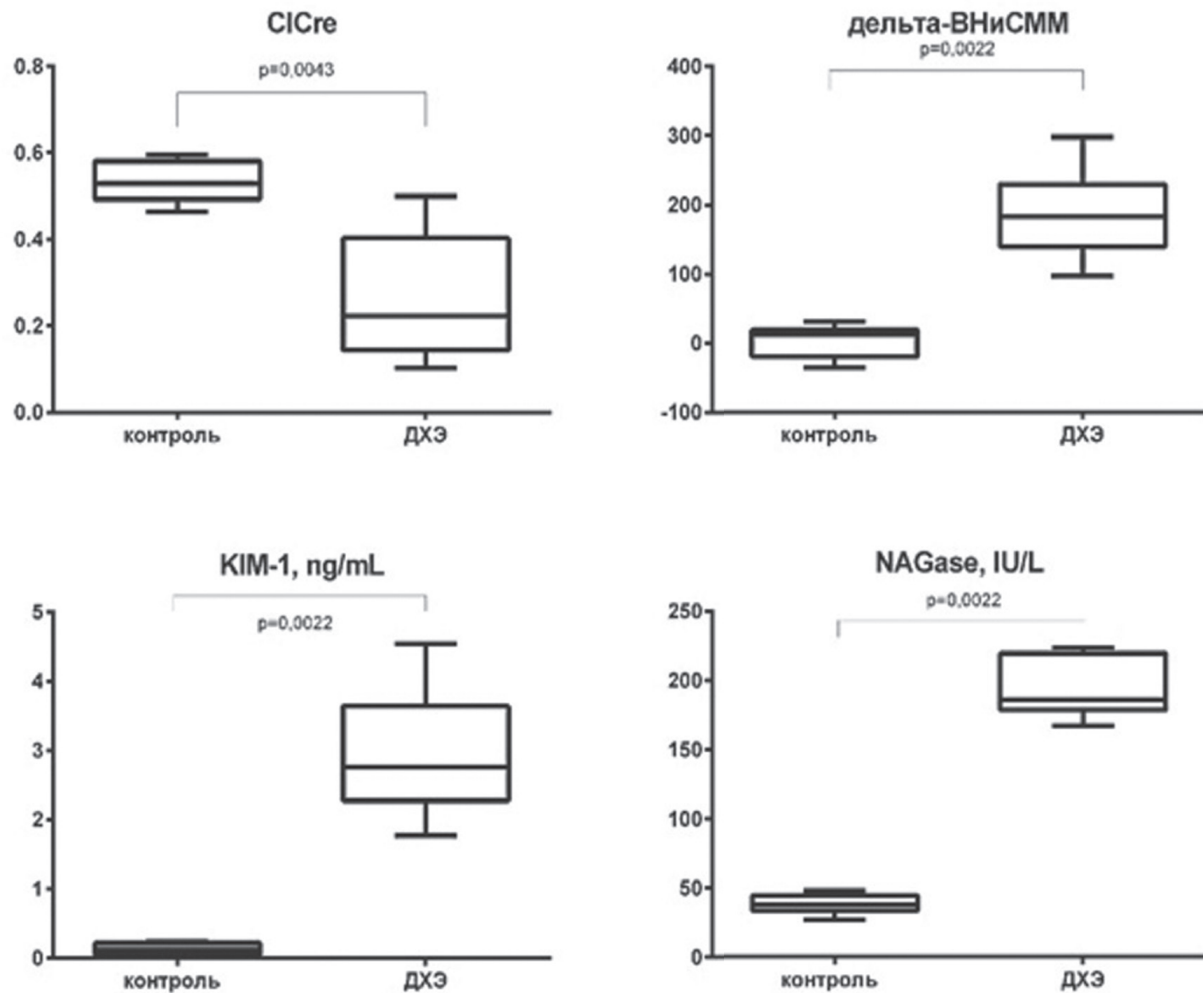 ClCre
p=0,0043
0.8
0.6
0.4
0.2
0.0
контроль
ДХЭ
дельта-ВНиСММ
p=0,0022
400
300
200
100
0
-100
контроль
ДХЭ
KIM-1, ng/mL
p=0,0022
5
4
3
2
1
0
контроль
ДХЭ
NAGase, IU/L
p=0,0022
250
200
150
100
50
0
контроль
ДХЭ